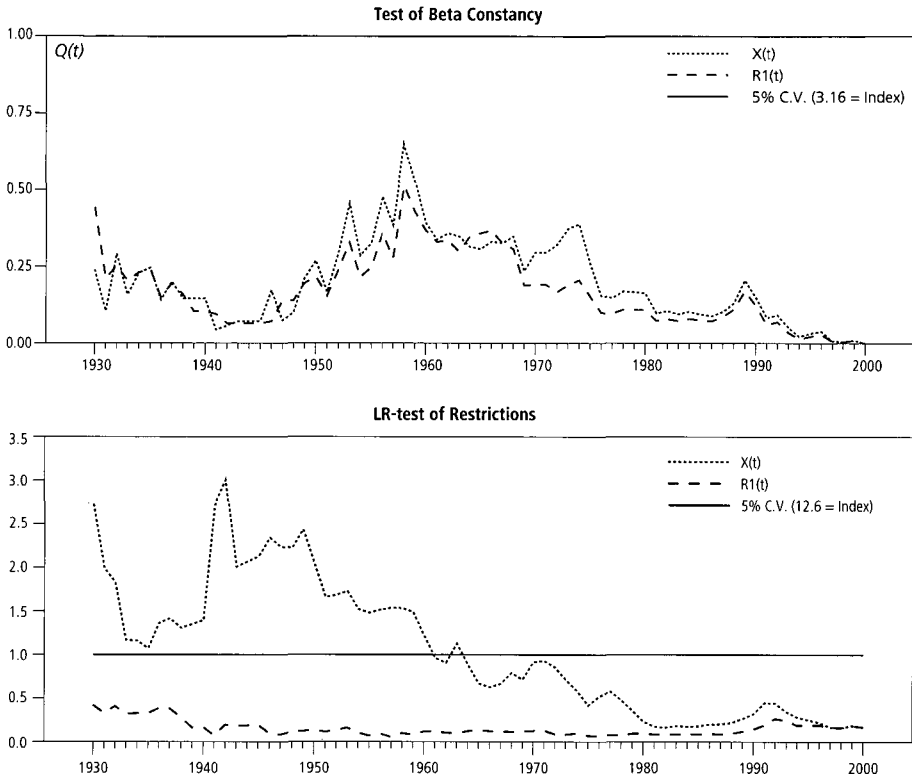 Test of Beta Constancy
1.00
Q(t)
X(t)
R1(t)
5% C.V. (3.16 = Index)
0.75
0.50
0.25
0.00
1930 1940 1950 1960 1970 1980 1990 2000
LR-test of Restrictions
3.5
X(t)
3.0
R1(t)
2.5
5% C.V. (12.6 = Index)
2.0
1.5
1.0
0.5
0.0
1930 1940 1950 1960 1970 1980 1990 2000